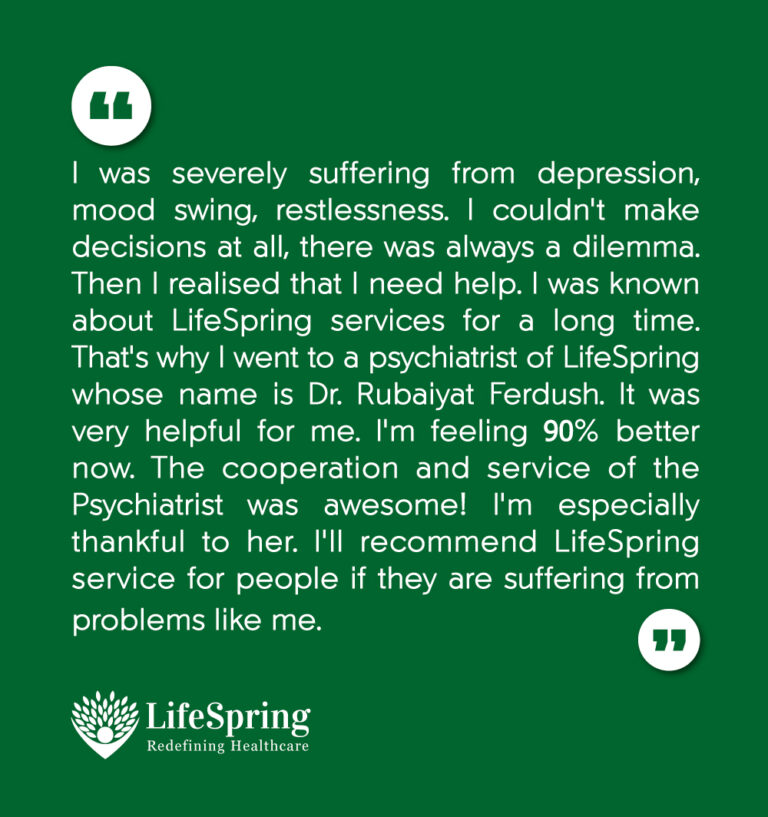 “
I was severely suffering from depression,
mood swing, restlessness. I couldn't make
decisions at all, there was always a dilemma.
Then I realised that I need help. I was known
about LifeSpring services for a long time.
That's why I went to a psychiatrist of LifeSpring
whose name is Dr. Rubaiyat Ferdush. It was
very helpful for me. I'm feeling 90% better
now. The cooperation and service of the
Psychiatrist was awesome! I'm especially
thankful to her. I'll recommend LifeSpring
service for people if they are suffering from
problems like me.
”
LifeSpring
Redefining Healthcare